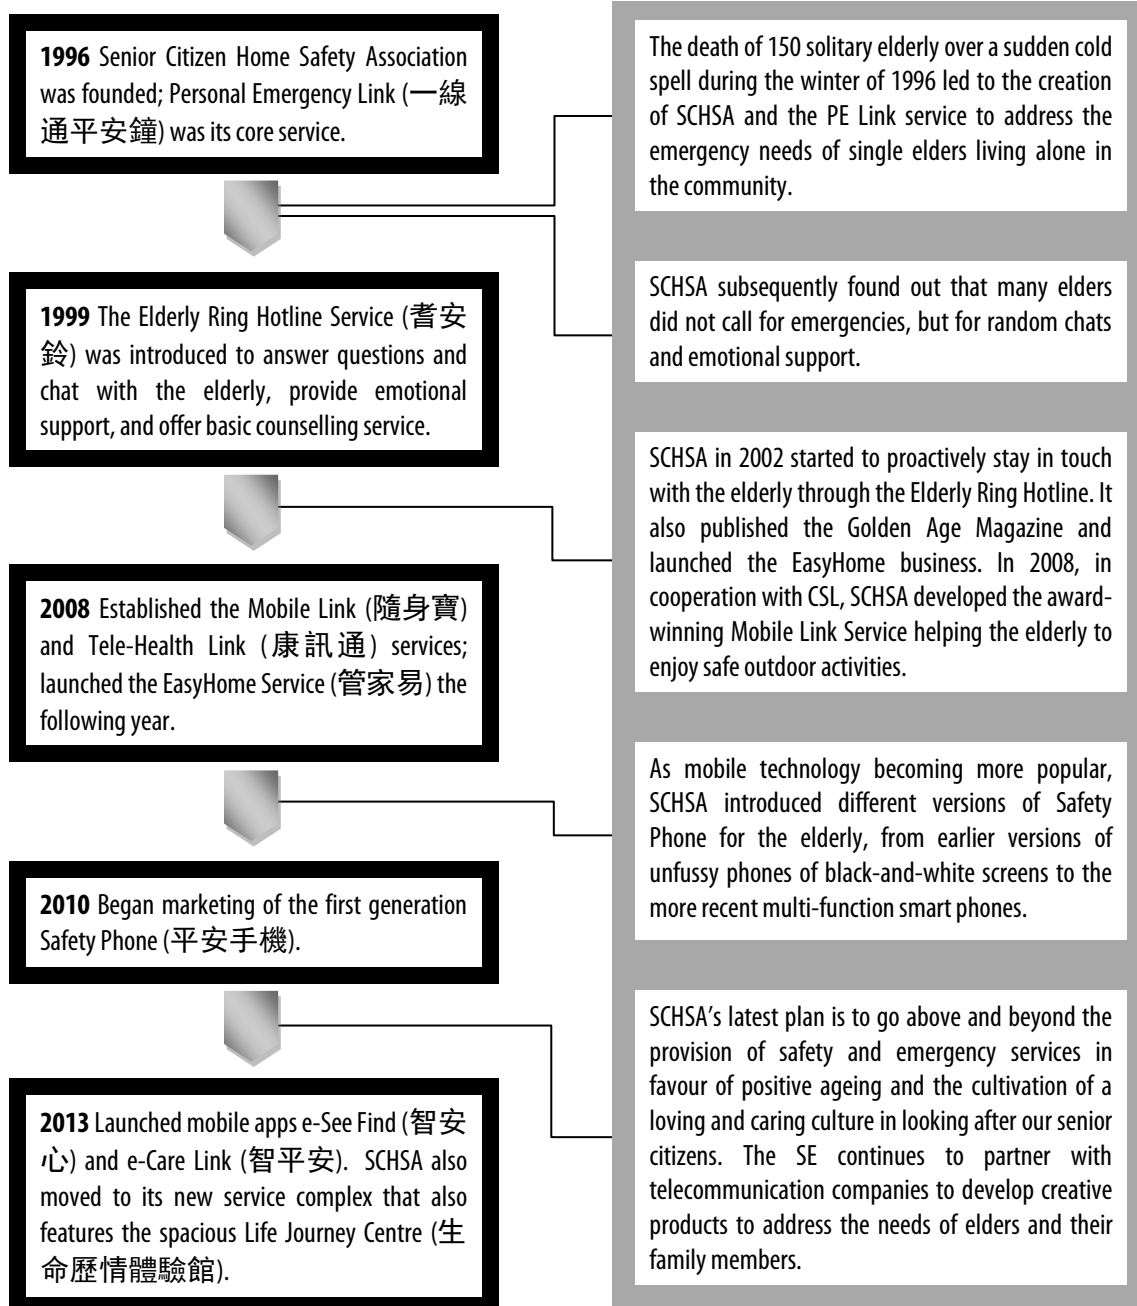 1996 Senior Citizen Home Safety Association
was founded; Personal Emergency Link (一線
通平安鐘) was its core service.
The death of 150 solitary elderly over a sudden cold
spell during the winter of 1996 led to the creation
of SCHSA and the PE Link service to address the
emergency needs of single elders living alone in
the community.
1999 The Elderly Ring Hotline Service (耆安
鈴) was introduced to answer questions and
chat with the elderly, provide emotional
support, and offer basic counselling service.
SCHSA subsequently found out that many elders
did not call for emergencies, but for random chats
and emotional support.
2008 Established the Mobile Link (隨身寶)
and Tele-Health Link (康訊通) services;
launched the EasyHome Service (管家易) the
following year.
SCHSA in 2002 started to proactively stay in touch
with the elderly through the Elderly Ring Hotline. It
also published the Golden Age Magazine and
launched the EasyHome business. In 2008, in
cooperation with CSL, SCHSA developed the award-
winning Mobile Link Service helping the elderly to
enjoy safe outdoor activities.
2010 Began marketing of the first generation
Safety Phone (平安手機).
As mobile technology becoming more popular,
SCHSA introduced different versions of Safety
Phone for the elderly, from earlier versions of
unfussy phones of black-and-white screens to the
more recent multi-function smart phones.
2013 Launched mobile apps e-See Find (智安
心) and e-Care Link (智平安). SCHSA also
moved to its new service complex that also
features the spacious Life Journey Centre (生
命歷情體驗館).
SCHSA's latest plan is to go above and beyond the
provision of safety and emergency services in
favour of positive ageing and the cultivation of a
loving and caring culture in looking after our senior
citizens. The SE continues to partner with
telecommunication companies to develop creative
products to address the needs of elders and their
family members.